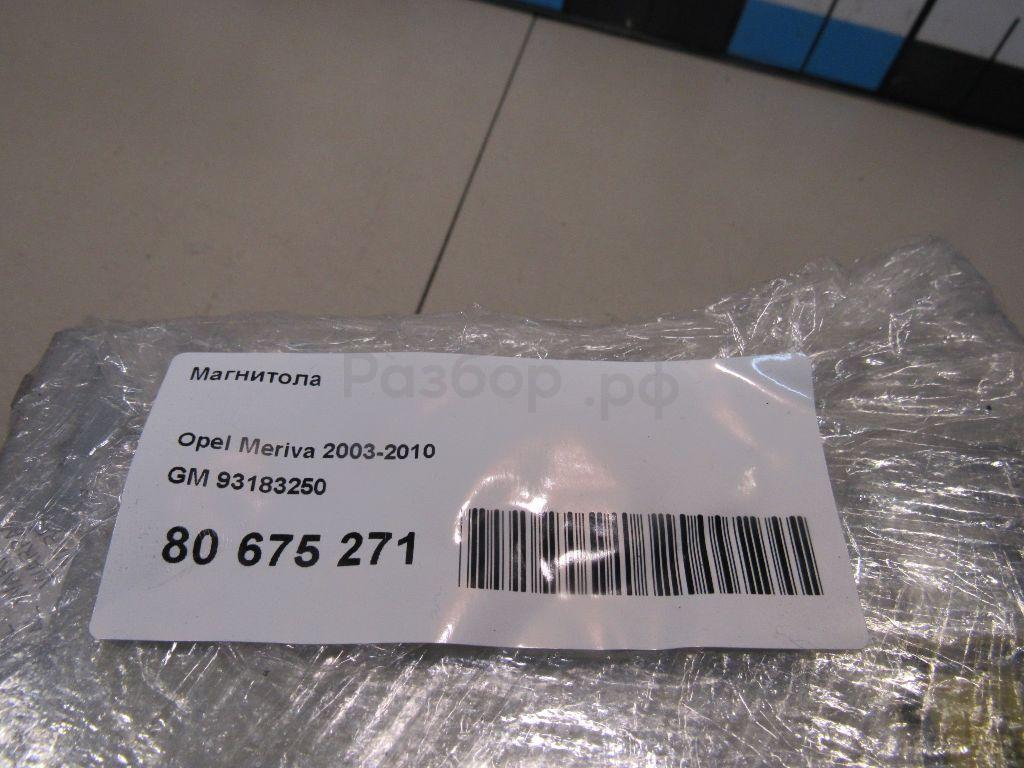 Магнитола
Разбор.рф
Opel Meriva 2003-2010
GM 93183250
80 675 271